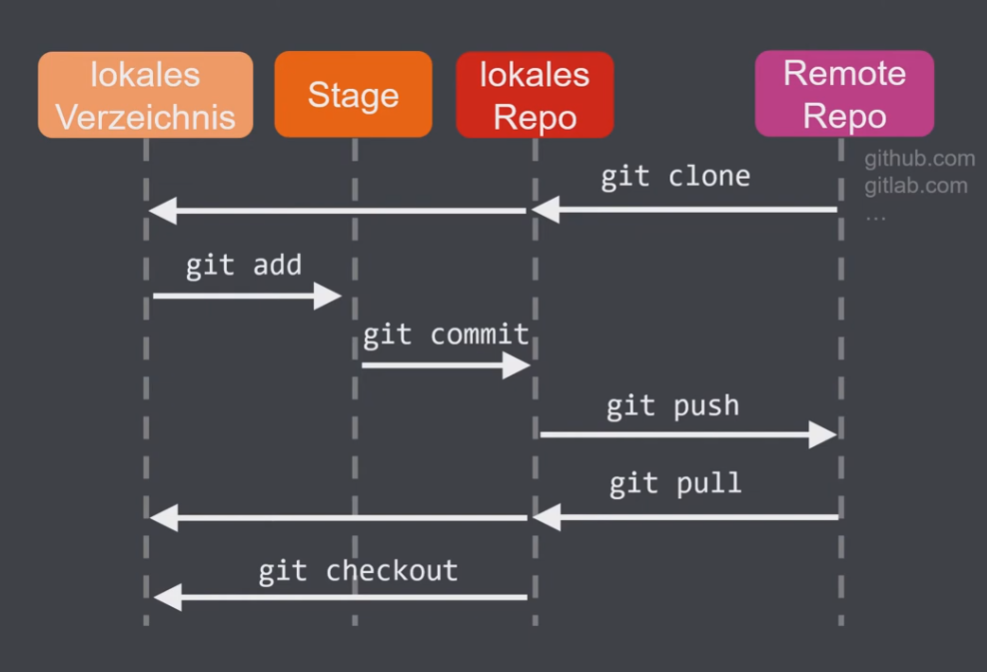 lokales
Verzeichnis
Stage
lokales
Repo
Remote
Repo
github.com
gitlab.com
...
git clone
git add
git commit
git push
git pull
git checkout